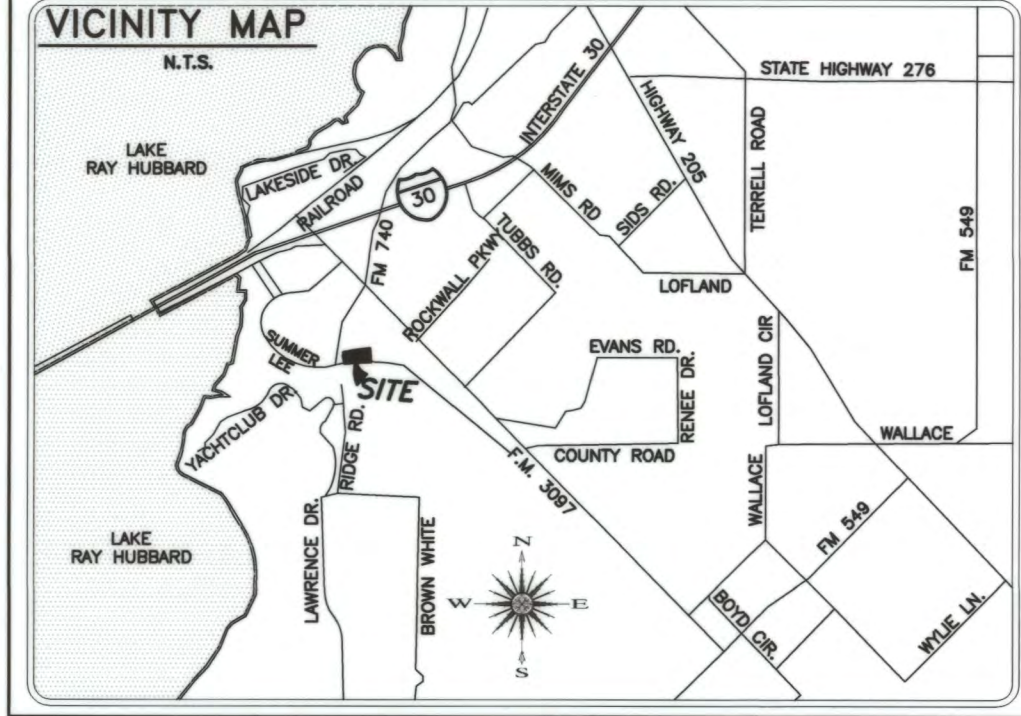 VICINITY MAP
N.T.S.
LAKE
RAY HUBBARD
LAKESIDE DR.
RAILROAD
30
INTERSTATE 30
STATE HIGHWAY 276
HIGHWAY 205
TERRELL ROAD
FM 549
MIMS RD
SIDS RD.
LOFLAND
FM 740
ROCKWALL PKWY
TUBBS RD.
SUMMER
LEE
SITE
YACHTCLUB DR.
RIDGE RD.
EVANS RD.
RENEE DR.
COUNTY ROAD
LOFLAND CIR
WALLACE
WALLACE
F.M. 3097
LAKE
RAY HUBBARD
LAWRENCE DR.
BROWN WHITE
N
W
E
S
FM 549
BOYD CIR.
WYLIE LN.